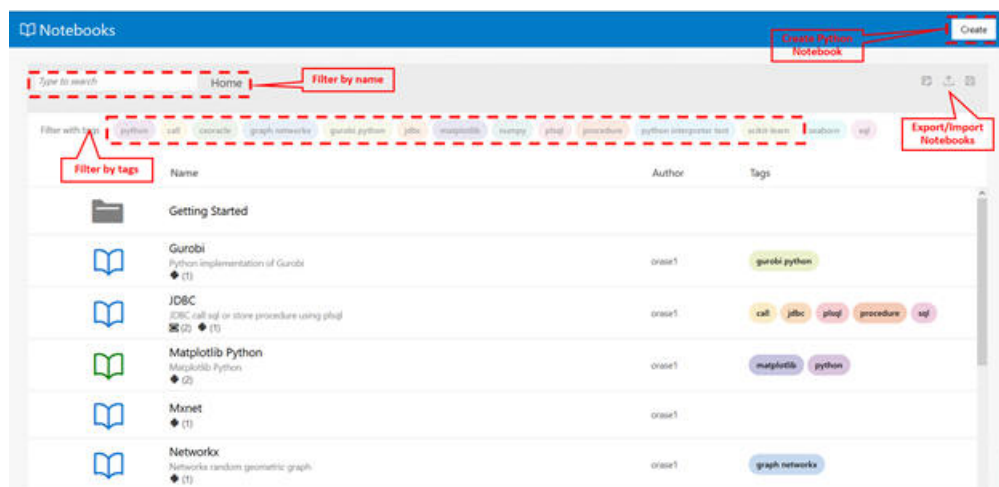 Notebooks
Create
Create Python
Notebook
Type to search
Home
Filter by name
Filter with tags
python call cxoracle graph networkx gurobi python jdbc matplotlib numpy plsql procedure python interpreter test scikit learn seaborn sql
Export/Import
Notebooks
Filter by tags
Name Author Tags
Getting Started
Gurobi
Python implementation of Gurobi
(1)
orase1
gurobi python
JDBC
JDBC call sql or store procedure using plsql
(2) (1)
orase1
call jdbc plsql procedure sql
Matplotlib Python
Matplotlib Python
(2)
orase1
matplotlib python
Mxnet
(1)
orase1
Networkx
Networkx random geometric graph
(1)
orase1
graph networkx